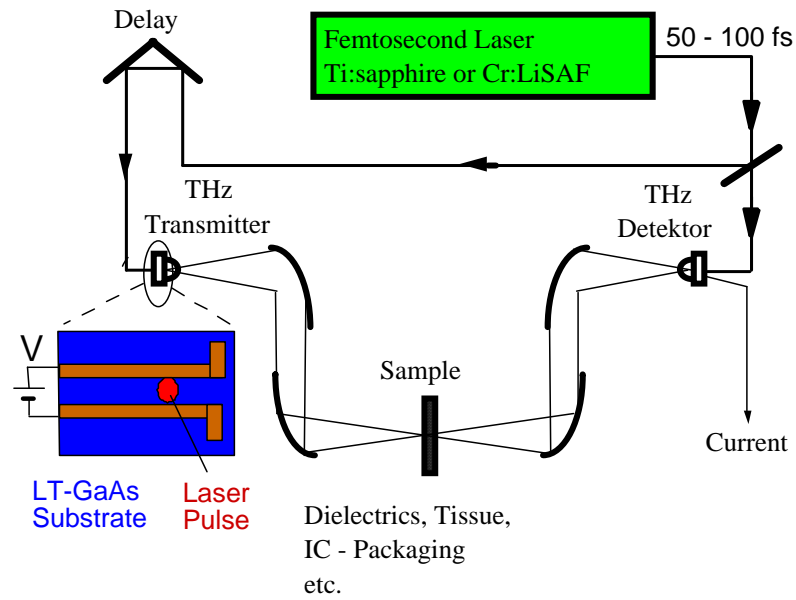 Delay
Femtosecond Laser
Ti:sapphire or Cr:LiSAF
50 - 100 fs
THz
Transmitter
THz
Detektor
V
Sample
Current
LT-GaAs
Substrate
Laser
Pulse
Dielectrics, Tissue,
IC - Packaging
etc.